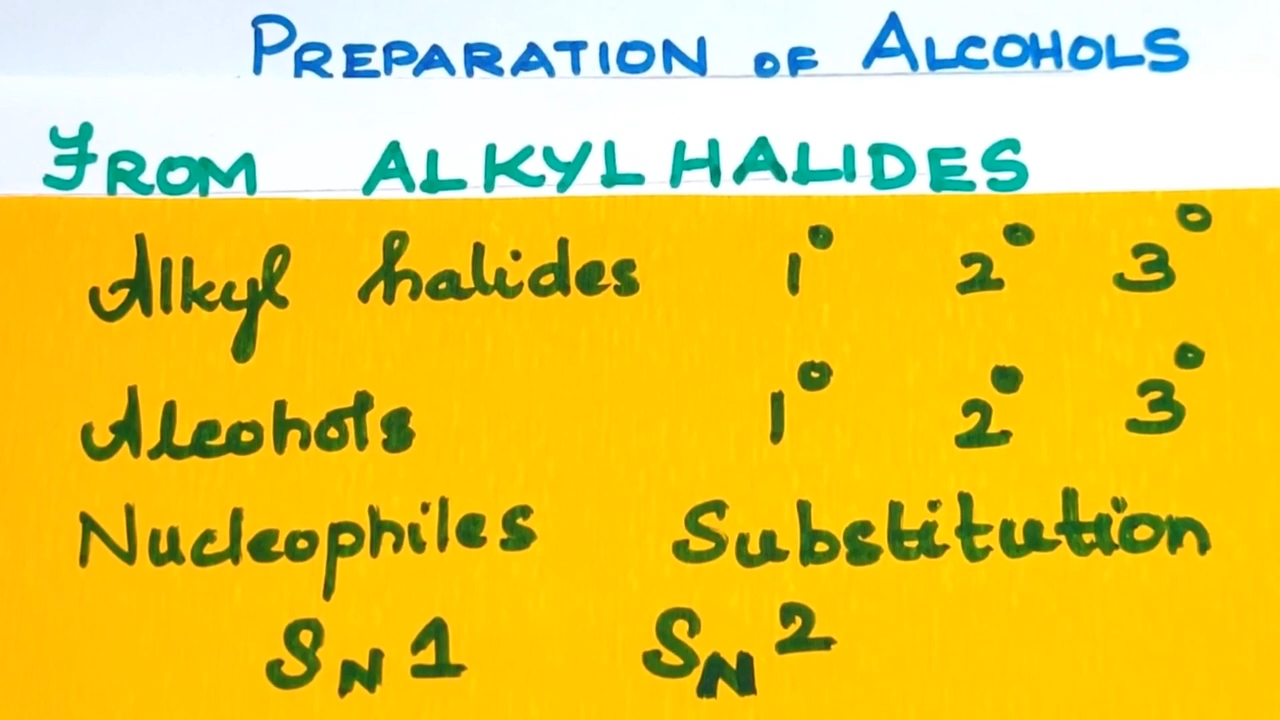 PREPARATION OF ALCOHOLS
FROM ALKYL HALIDES
Alkyl halides 1° 2° 3°
Alcohols 1° 2° 3°
Nucleophiles Substitution
SN1 SN2